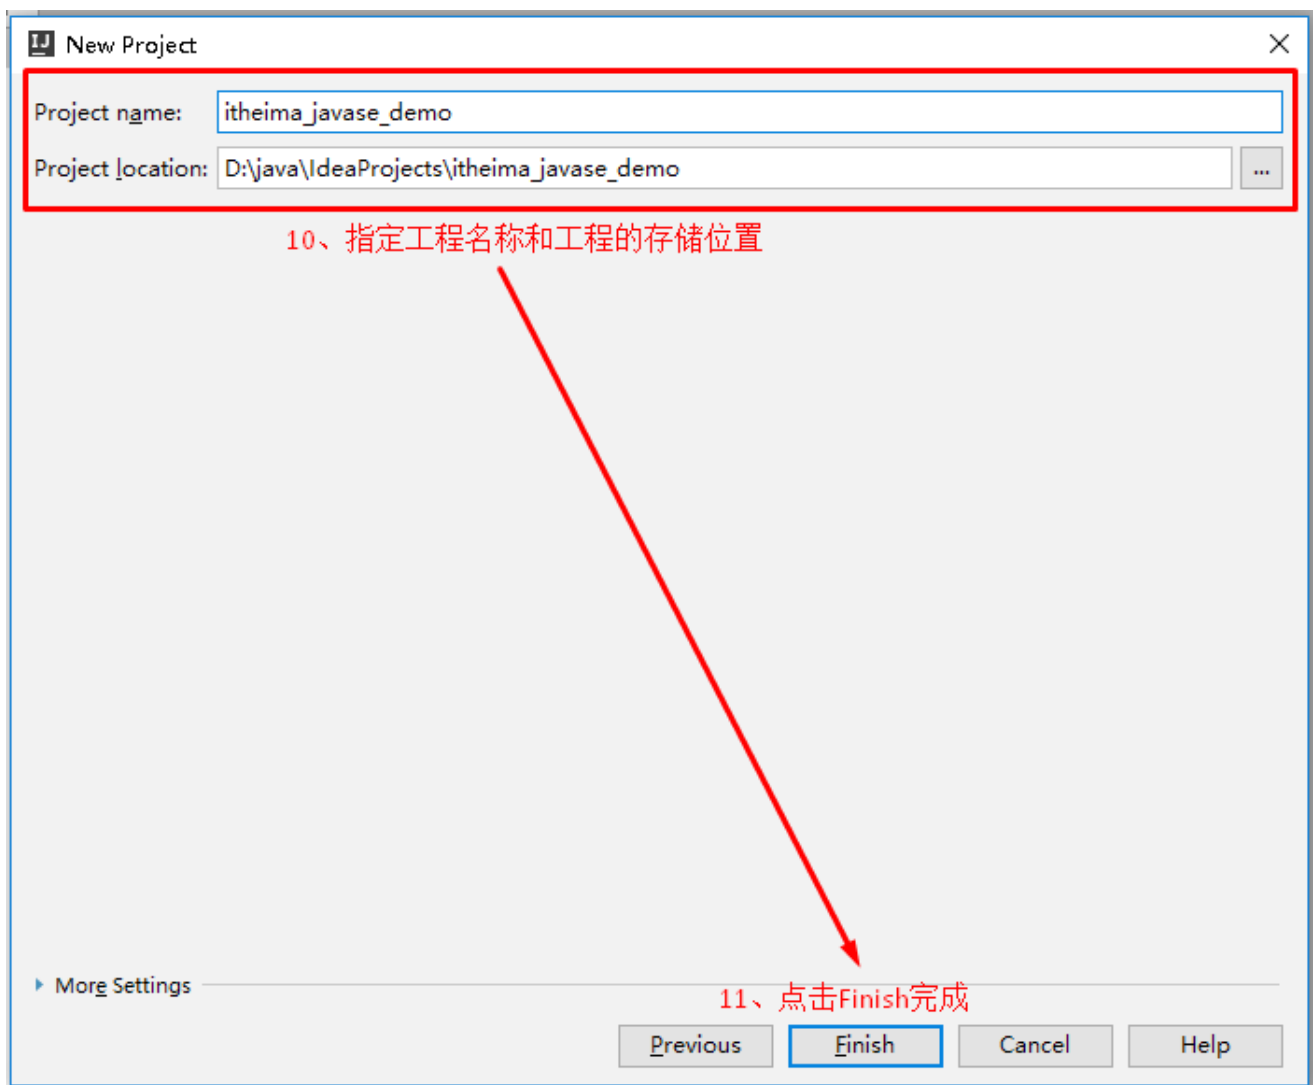 New Project
Project name: itheima_javase_demo
Project location: D:\java\IdeaProjects\itheima_javase_demo ...
10、指定工程名称和工程的存储位置
More Settings
11、点击Finish完成
Previous Finish Cancel Help